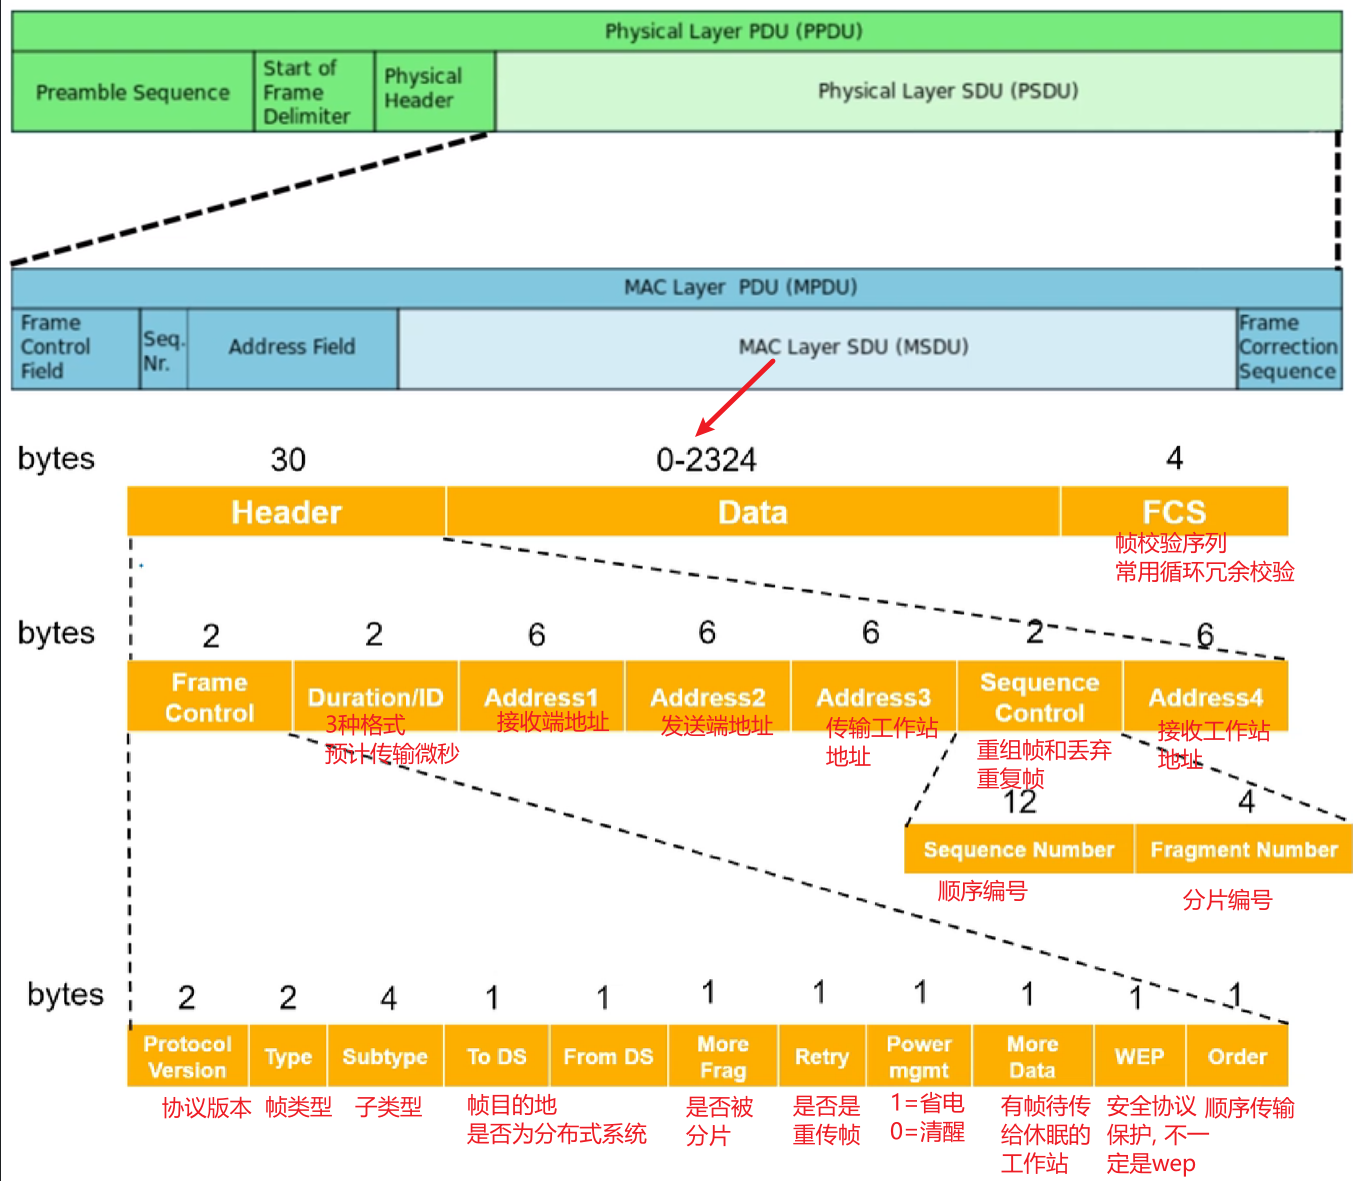 Physical Layer PDU (PPDU)
Preamble Sequence
Start of
Frame
Delimiter
Physical
Header
Physical Layer SDU (PSDU)
MAC Layer PDU (MPDU)
Frame
Control
Field
Seq.
Nr.
Address Field
MAC Layer SDU (MSDU)
Frame
Correction
Sequence
bytes 30 0-2324 4
Header Data FCS
帧校验序列
常用循环冗余校验
bytes 2 2 6 6 6 2 6
Frame
Control
Duration/ID
3种格式
预计传输微秒
Address1
接收端地址
Address2
发送端地址
Address3
传输工作站
地址
Sequence
Control
重组帧和丢弃
重复帧
Address4
接收工作站
地址
12 4
Sequence Number Fragment Number
顺序编号
分片编号
bytes 2 2 4 1 1 1 1 1 1 1 1
Protocol
Version
协议版本
Type
帧类型
Subtype
子类型
To DS From DS
帧目的地
是否为分布式系统
More
Frag
是否被
分片
Retry
是否是
重传帧
Power
mgmt
1=省电
0=清醒
More
Data
有帧待传
给休眠的
工作站
WEP
安全协议
保护, 不一
定是wep
Order
顺序传输